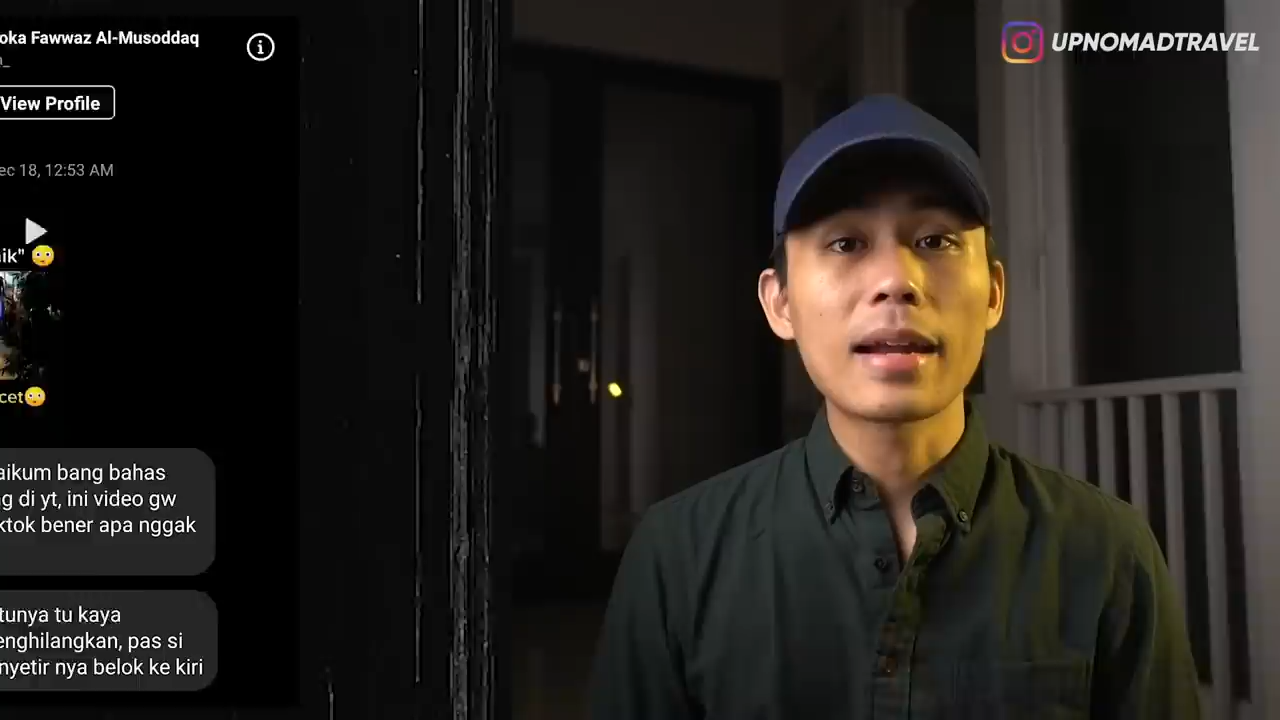 oka Fawwaz Al-Musoddaq
UPNOMADTRAVEL
View Profile
ec 18, 12:53 AM
ik" 😳
cet😳
aikum bang bahas
g di yt, ini video gw
ktok bener apa nggak
tunya tu kaya
enghilangkan, pas si
nyetir nya belok ke kiri